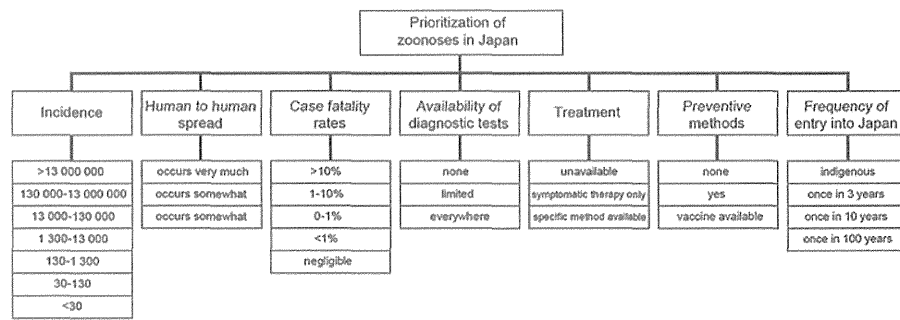 Prioritization of
zoonoses in Japan
Incidence
>13 000 000
130 000-13 000 000
13 000-130 000
1 300-13 000
130-1 300
30-130
<30
Human to human
spread
occurs very much
occurs somewhat
occurs somewhat
Case fatality
rates
>10%
1-10%
0-1%
<1%
negligible
Availability of
diagnostic tests
none
limited
everywhere
Treatment
unavailable
symptomatic therapy only
specific method available
Preventive
methods
none
yes
vaccine available
Frequency of
entry into Japan
indigenous
once in 3 years
once in 10 years
once in 100 years